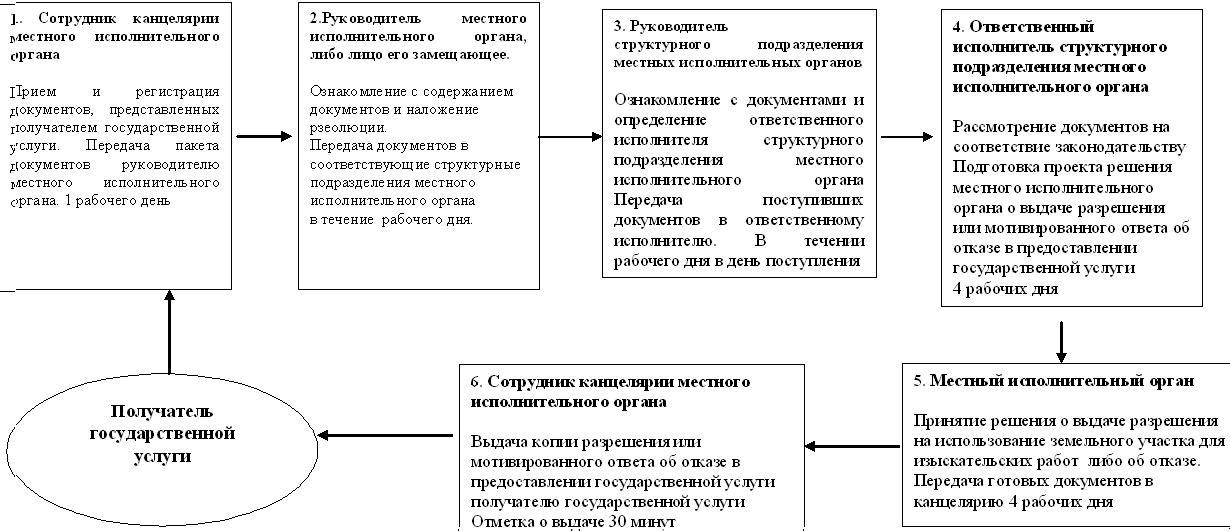 1.. Сотрудник канцелярии
местного исполнительного
органа
Прием и регистрация
документов, представленных
получателем государственной
услуги. Передача пакета
документов руководителю
местного исполнительного
органа. 1 рабочего день
2.Руководитель местного
исполнительного органа,
либо лицо его замещающее.
Ознакомление с содержанием
документов и наложение
рзеолюции.
Передача документов в
соответствующие структурные
подразделения местного
исполнительного органа
в течение рабочего дня.
3. Руководитель
структурного подразделения
местных исполнительных органов
Ознакомление с документами и
определение ответственного
исполнителя структурного
подразделения местного
исполнительного органа
Передача поступивших
документов в ответственному
исполнителю. В течении
рабочего дня в день поступления
4. Ответственный
исполнитель структурного
подразделения местного
исполнительного органа
Рассмотрение документов на
соответствие законодательству
Подготовка проекта решения
местного исполнительного
органа о выдаче разрешения
или мотивированного ответа об
отказе в предоставлении
государственной услуги
4 рабочих дня
5. Местный исполнительный орган
Принятие решения о выдаче разрешения
на использование земельного участка для
изыскательских работ либо об отказе.
Передача готовых документов в
канцелярию 4 рабочих дня
6. Сотрудник канцелярии местного
исполнительного органа
Выдача копии разрешения или
мотивированного ответа об отказе в
предоставлении государственной услуги
получателю государственной услуги
Отметка о выдаче 30 минут
Получатель
государственной
услуги